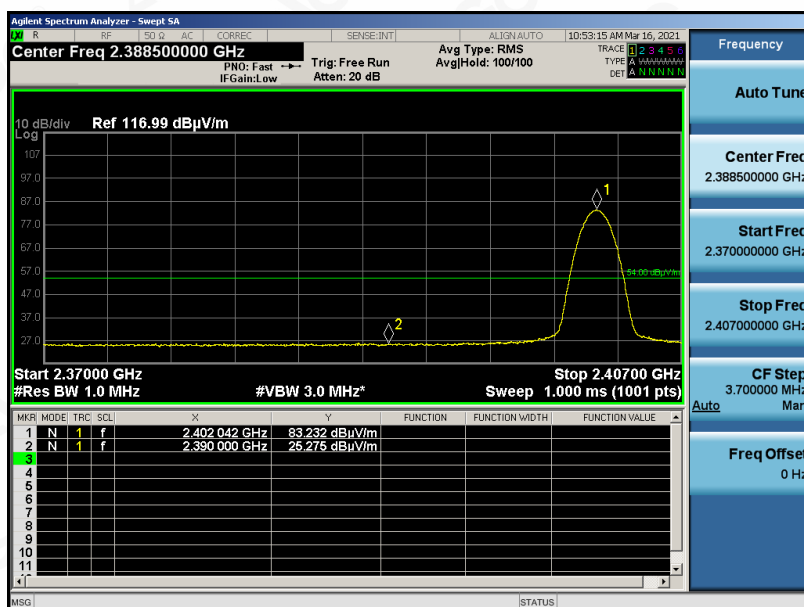 Agilent Spectrum Analyzer - Swept SA
LXI R RF 50 Ω AC CORREC SENSE:INT ALIGN AUTO 10:53:15 AM Mar 16, 2021
Center Freq 2.388500000 GHz
PNO: Fast
IFGain:Low
Trig: Free Run
Atten: 20 dB
Avg Type: RMS
Avg|Hold: 100/100
TRACE 1 2 3 4 5 6
TYPE A WWWWW
DET A N N N N N
10 dB/div Ref 116.99 dBµV/m
Log
107
97.0
87.0
77.0
67.0
57.0
47.0
37.0
27.0
1
2
54.00 dBµV/m
Start 2.37000 GHz Stop 2.40700 GHz
#Res BW 1.0 MHz #VBW 3.0 MHz* Sweep 1.000 ms (1001 pts)
MKR MODE TRC SCL X Y FUNCTION FUNCTION WIDTH FUNCTION VALUE
1 N 1 f 2.402 042 GHz 83.232 dBµV/m
2 N 1 f 2.390 000 GHz 25.275 dBµV/m
3
4
5
6
7
8
9
10
11
MSG STATUS
Frequency
Auto Tune
Center Freq
2.388500000 GHz
Start Freq
2.370000000 GHz
Stop Freq
2.407000000 GHz
CF Step
3.700000 MHz
Auto Man
Freq Offset
0 Hz